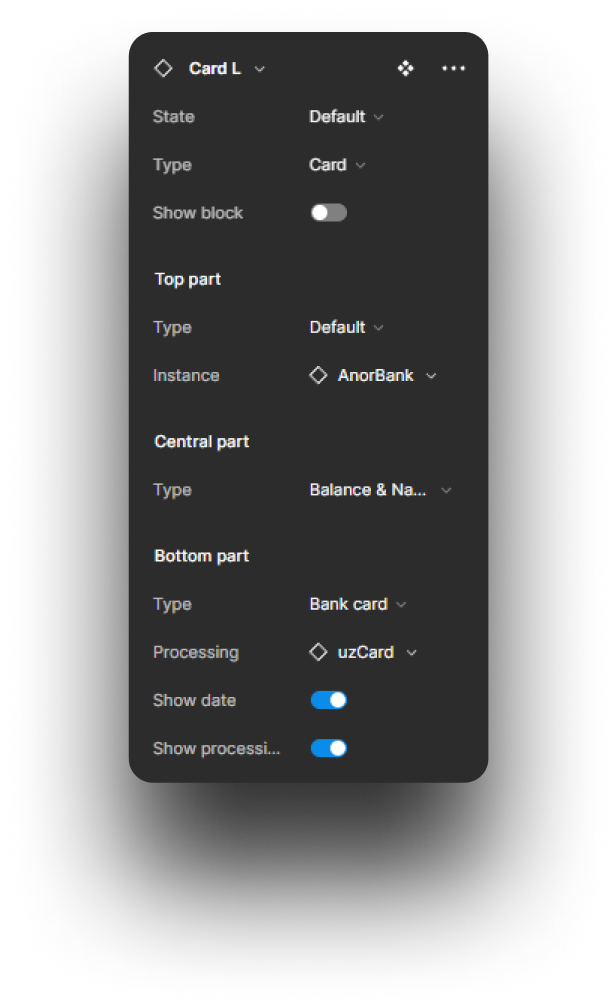 Card L
State Default
Type Card
Show block
Top part
Type Default
Instance AnorBank
Central part
Type Balance & Na...
Bottom part
Type Bank card
Processing uzCard
Show date
Show processi...